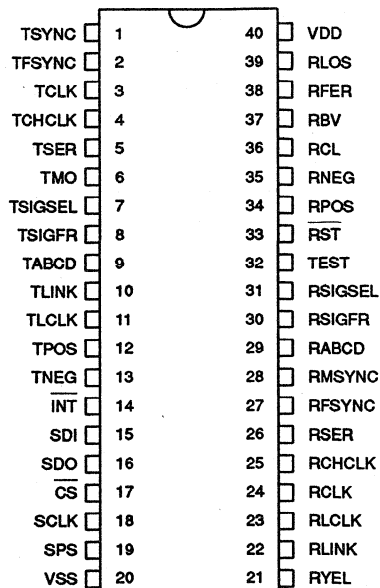 TSYNC 1 40 VDD
TFSYNC 2 39 RLOS
TCLK 3 38 RFER
TCHCLK 4 37 RBV
TSER 5 36 RCL
TMO 6 35 RNEG
TSIGSEL 7 34 RPOS
TSIGFR 8 33 R̅S̅T̅
TABCD 9 32 TEST
TLINK 10 31 RSIGSEL
TLCLK 11 30 RSIGFR
TPOS 12 29 RABCD
TNEG 13 28 RMSYNC
I̅N̅T̅ 14 27 RFSYNC
SDI 15 26 RSER
SDO 16 25 RCHCLK
C̅S̅ 17 24 RCLK
SCLK 18 23 RLCLK
SPS 19 22 RLINK
VSS 20 21 RYEL